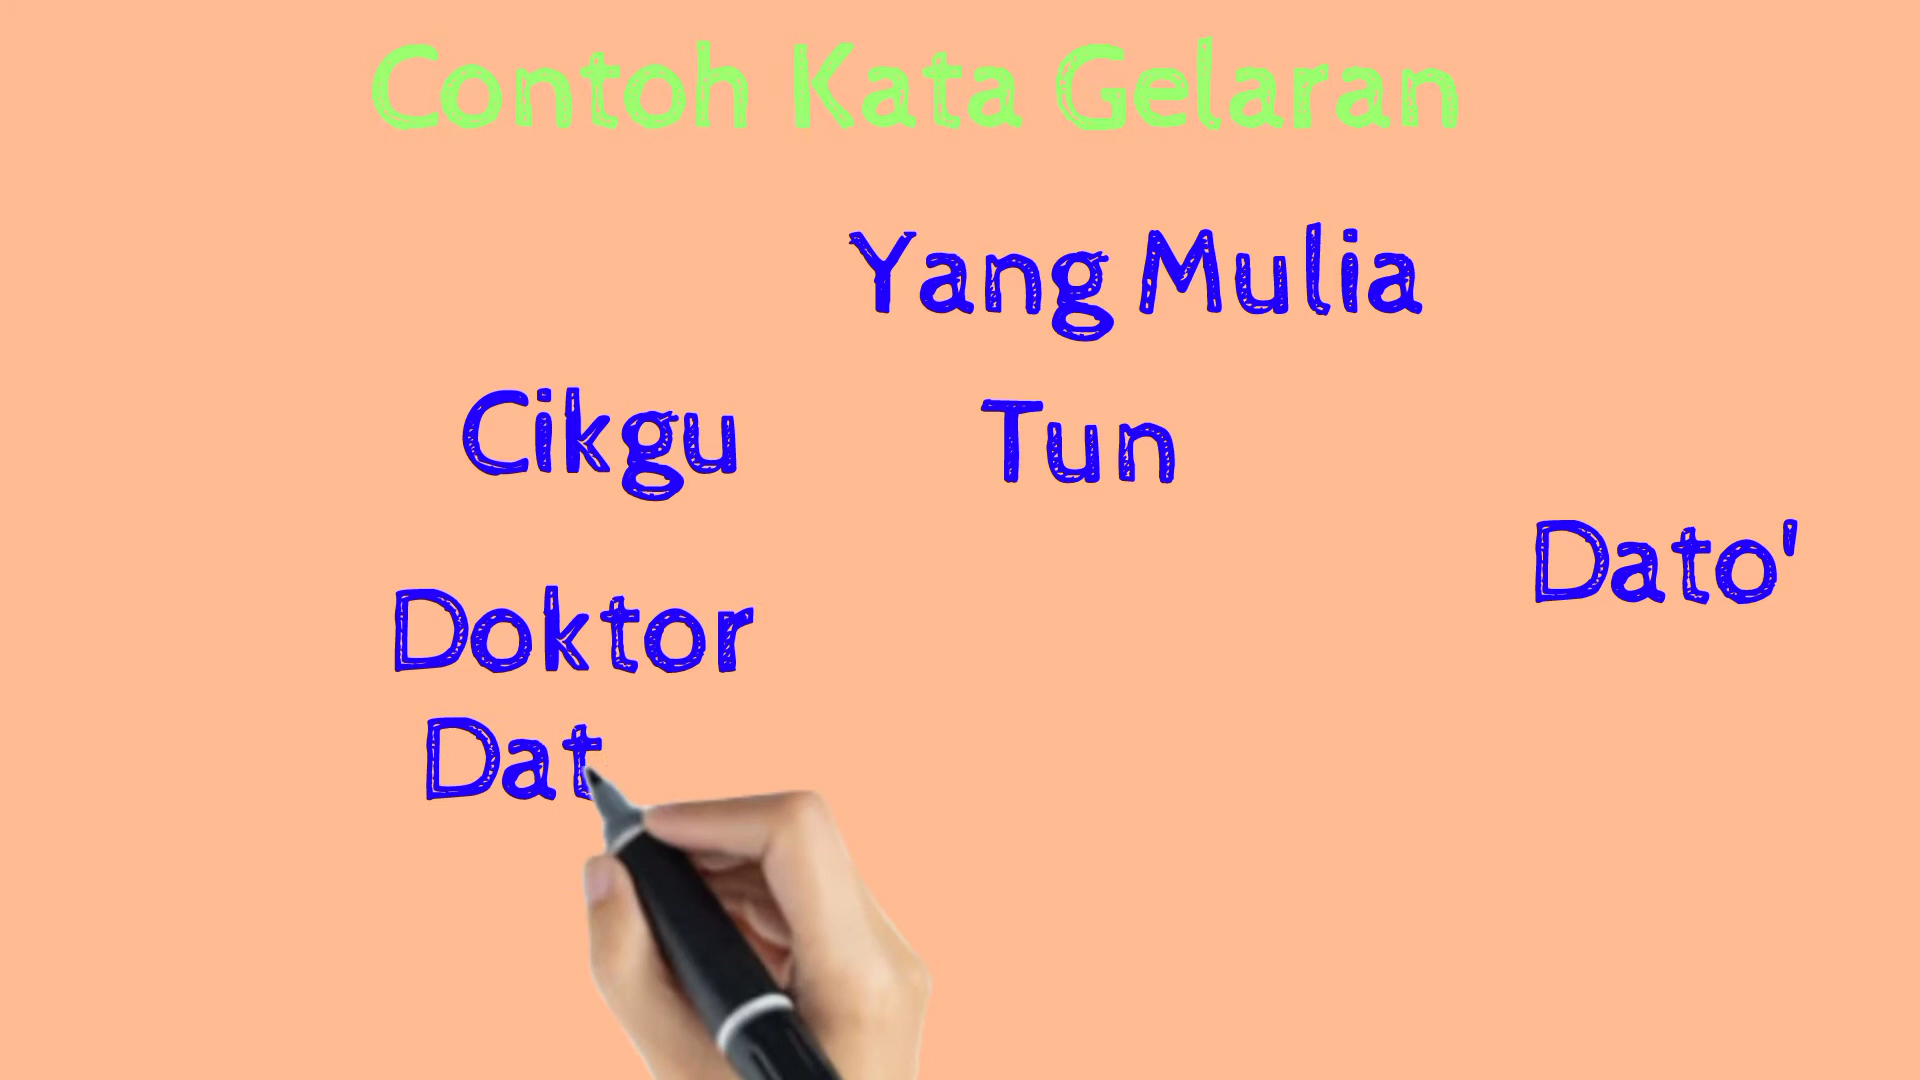 Contoh Kata Gelaran
Yang Mulia
Cikgu
Tun
Dato'
Doktor
Dat